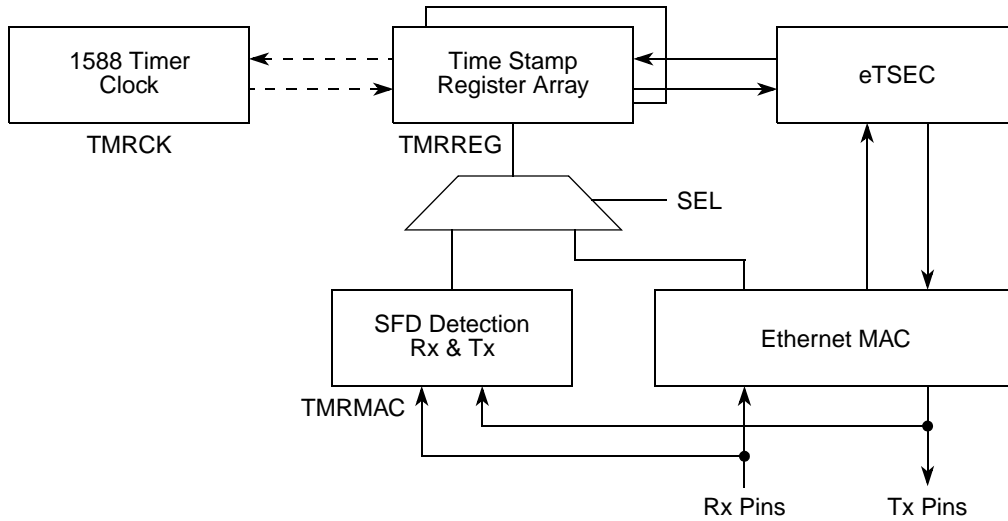 1588 Timer
Clock
Time Stamp
Register Array
eTSEC
TMRCK
TMRREG
SEL
SFD Detection
Rx & Tx
Ethernet MAC
TMRMAC
Rx Pins
Tx Pins